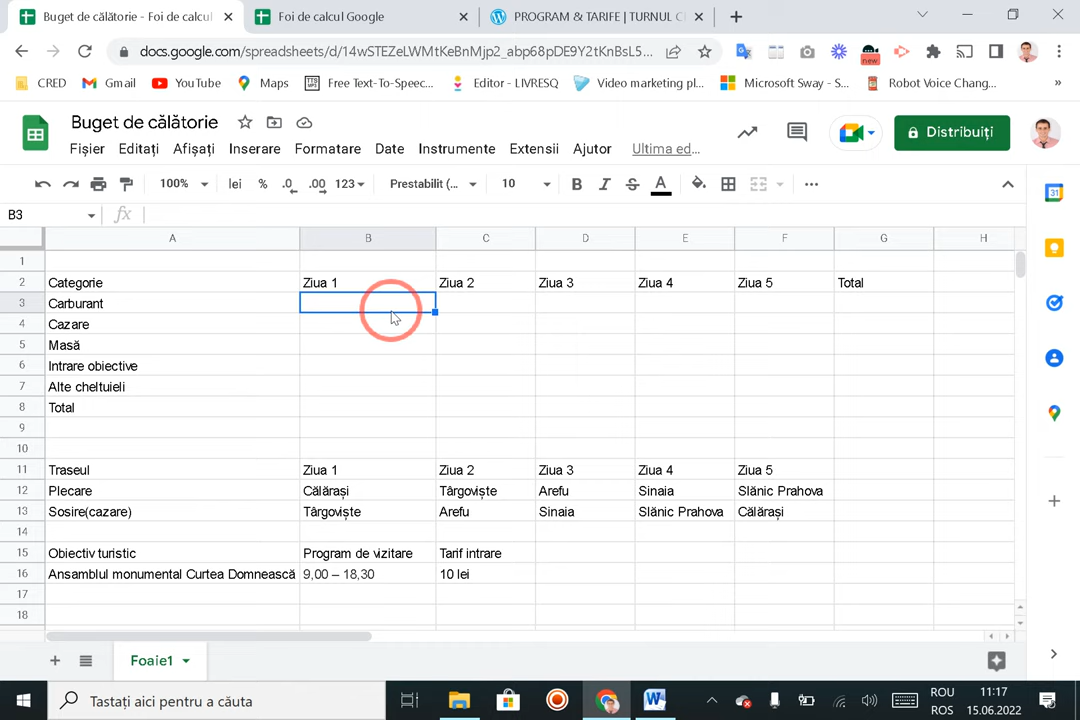 Buget de călătorie - Foi de calcul
Foi de calcul Google
PROGRAM & TARIFE | TURNUL C
docs.google.com/spreadsheets/d/14wSTEZeLWMtKeBnMjp2_abp68pDE9Y2tKnBsL5...
new
CRED
Gmail
YouTube
Maps
Free Text-To-Speec...
Editor - LIVRESQ
Video marketing pl...
Microsoft Sway - S...
Robot Voice Chang...
»
Buget de călătorie
Fișier Editați Afișați Inserare Formatare Date Instrumente Extensii Ajutor Ultima ed...
Distribuiți
100% lei % .0 .00 123 Prestabilit (... 10 B I S A ...
31
B3 fx
A B C D E F G H
1
2 Categorie Ziua 1 Ziua 2 Ziua 3 Ziua 4 Ziua 5 Total
3 Carburant
4 Cazare
5 Masă
6 Intrare obiective
7 Alte cheltuieli
8 Total
9
10
11 Traseul Ziua 1 Ziua 2 Ziua 3 Ziua 4 Ziua 5
12 Plecare Călărași Târgoviște Arefu Sinaia Slănic Prahova
13 Sosire(cazare) Târgoviște Arefu Sinaia Slănic Prahova Călărași
14
15 Obiectiv turistic Program de vizitare Tarif intrare
16 Ansamblul monumental Curtea Domnească 9,00 – 18,30 10 lei
17
18
Foaie1
Tastați aici pentru a căuta
ROU
ROS
11:17
15.06.2022